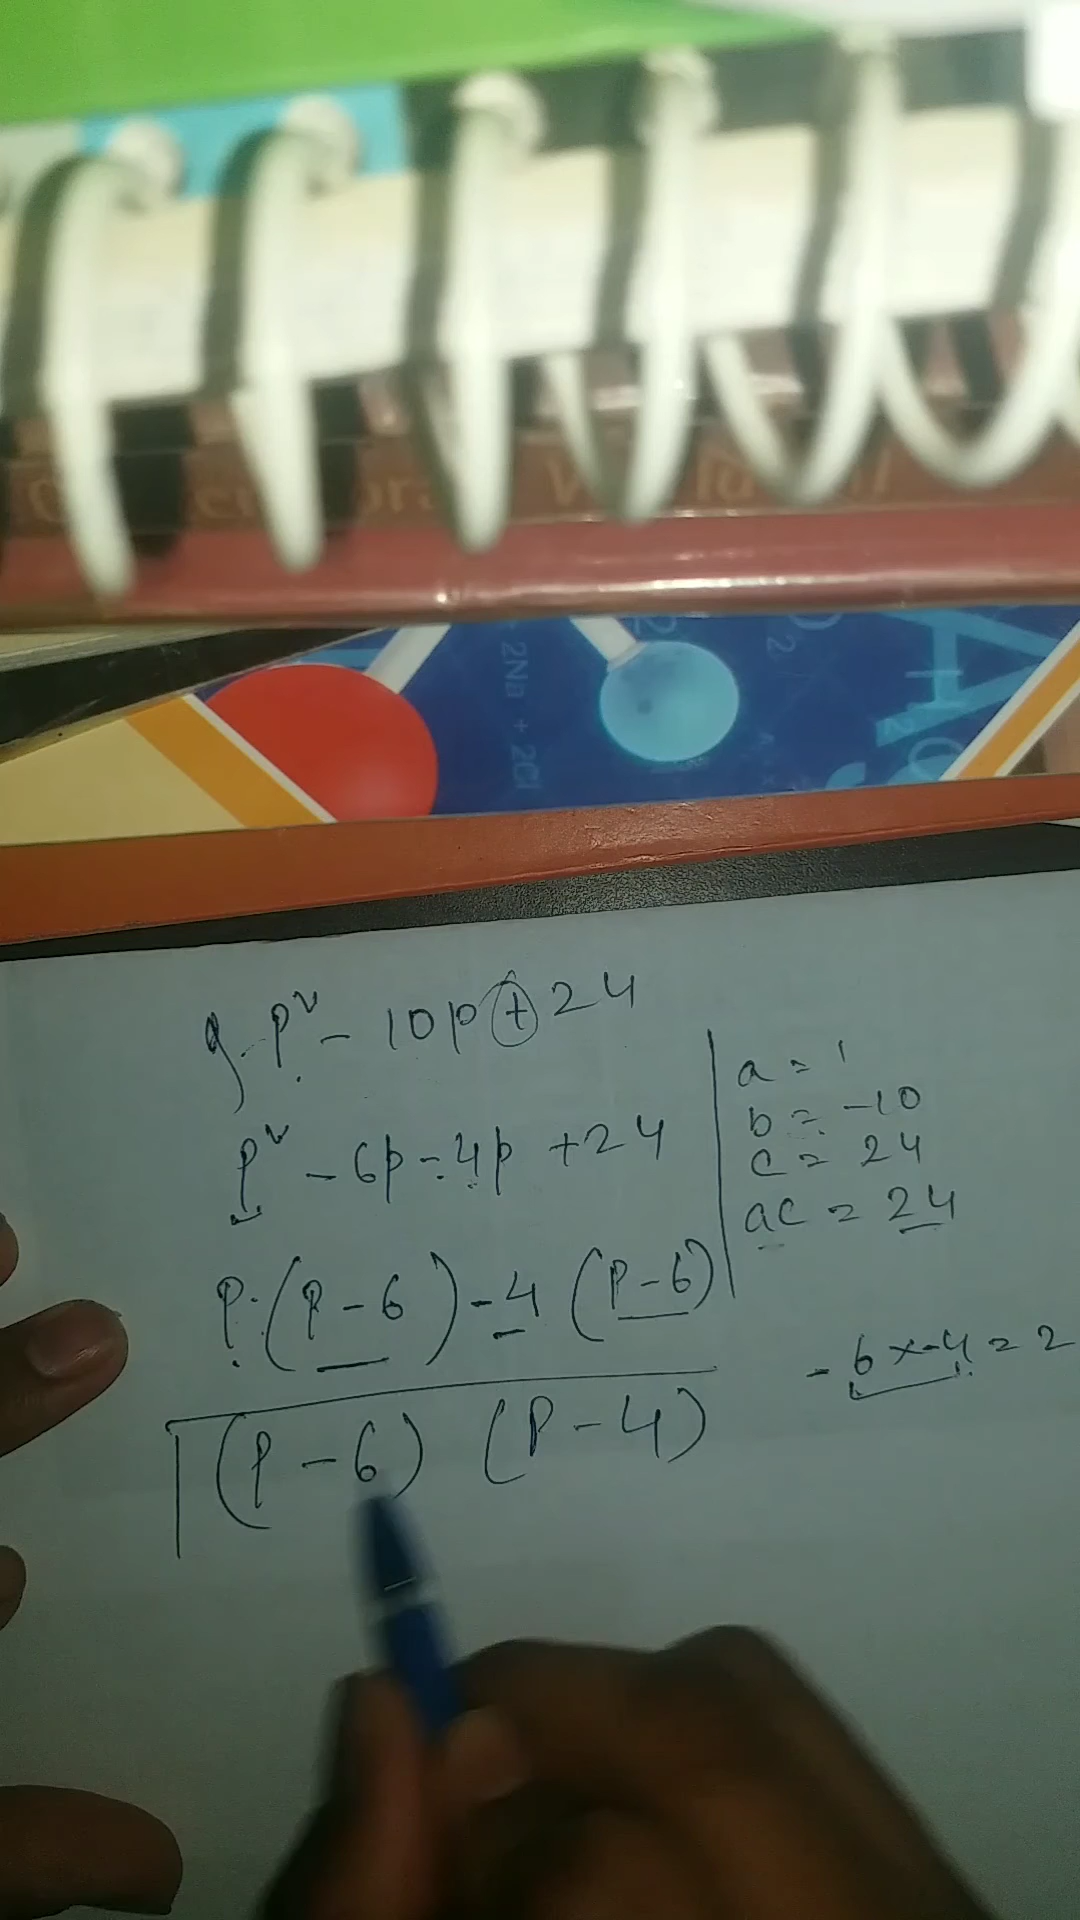 2Na + 2Cl
p² - 10p + 24
p² - 6p - 4p + 24
p (p - 6) - 4 (p - 6)
(p - 6) (p - 4)
a = 1
b = -10
c = 24
ac = 24
- 6 x -4 = 2